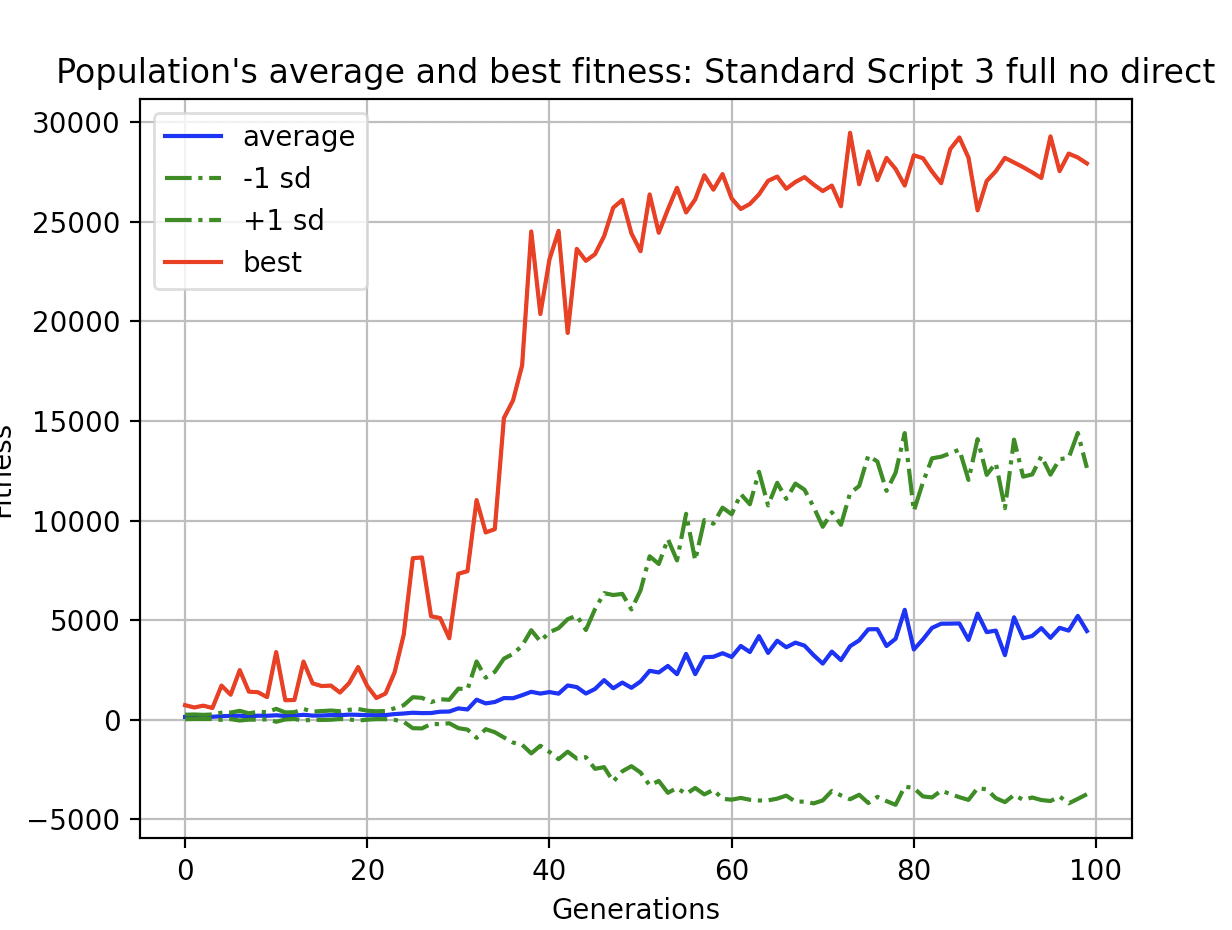 Population's average and best fitness: Standard Script 3 full no direct
30000
25000
20000
15000
10000
5000
0
−5000
average
-1 sd
+1 sd
best
Fitness
0 20 40 60 80 100
Generations